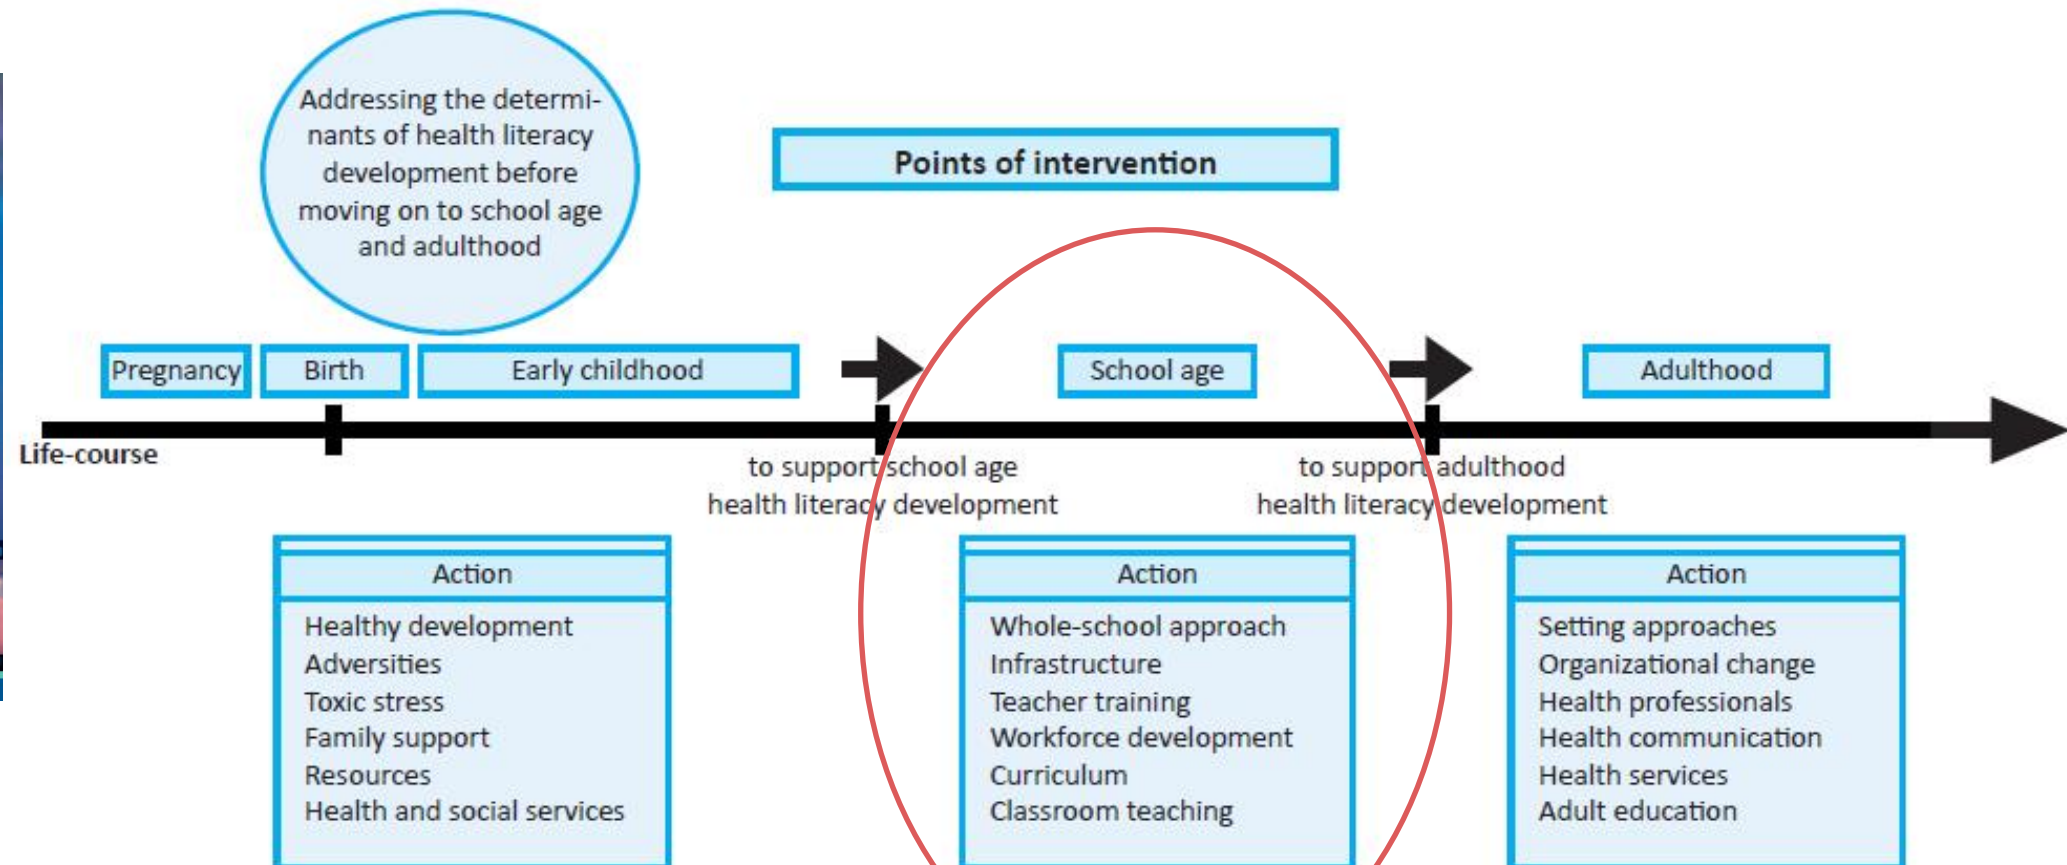 Addressing the determi-
nants of health literacy
development before
moving on to school age
and adulthood
Points of intervention
Pregnancy
Birth
Early childhood
School age
Adulthood
Life-course
to support school age
health literacy development
to support adulthood
health literacy development
Action
Healthy development
Adversities
Toxic stress
Family support
Resources
Health and social services
Action
Whole-school approach
Infrastructure
Teacher training
Workforce development
Curriculum
Classroom teaching
Action
Setting approaches
Organizational change
Health professionals
Health communication
Health services
Adult education